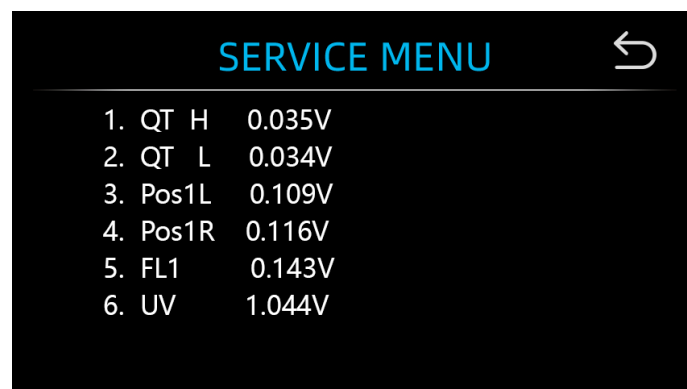 SERVICE MENU
1. QT H 0.035V
2. QT L 0.034V
3. Pos1L 0.109V
4. Pos1R 0.116V
5. FL1 0.143V
6. UV 1.044V